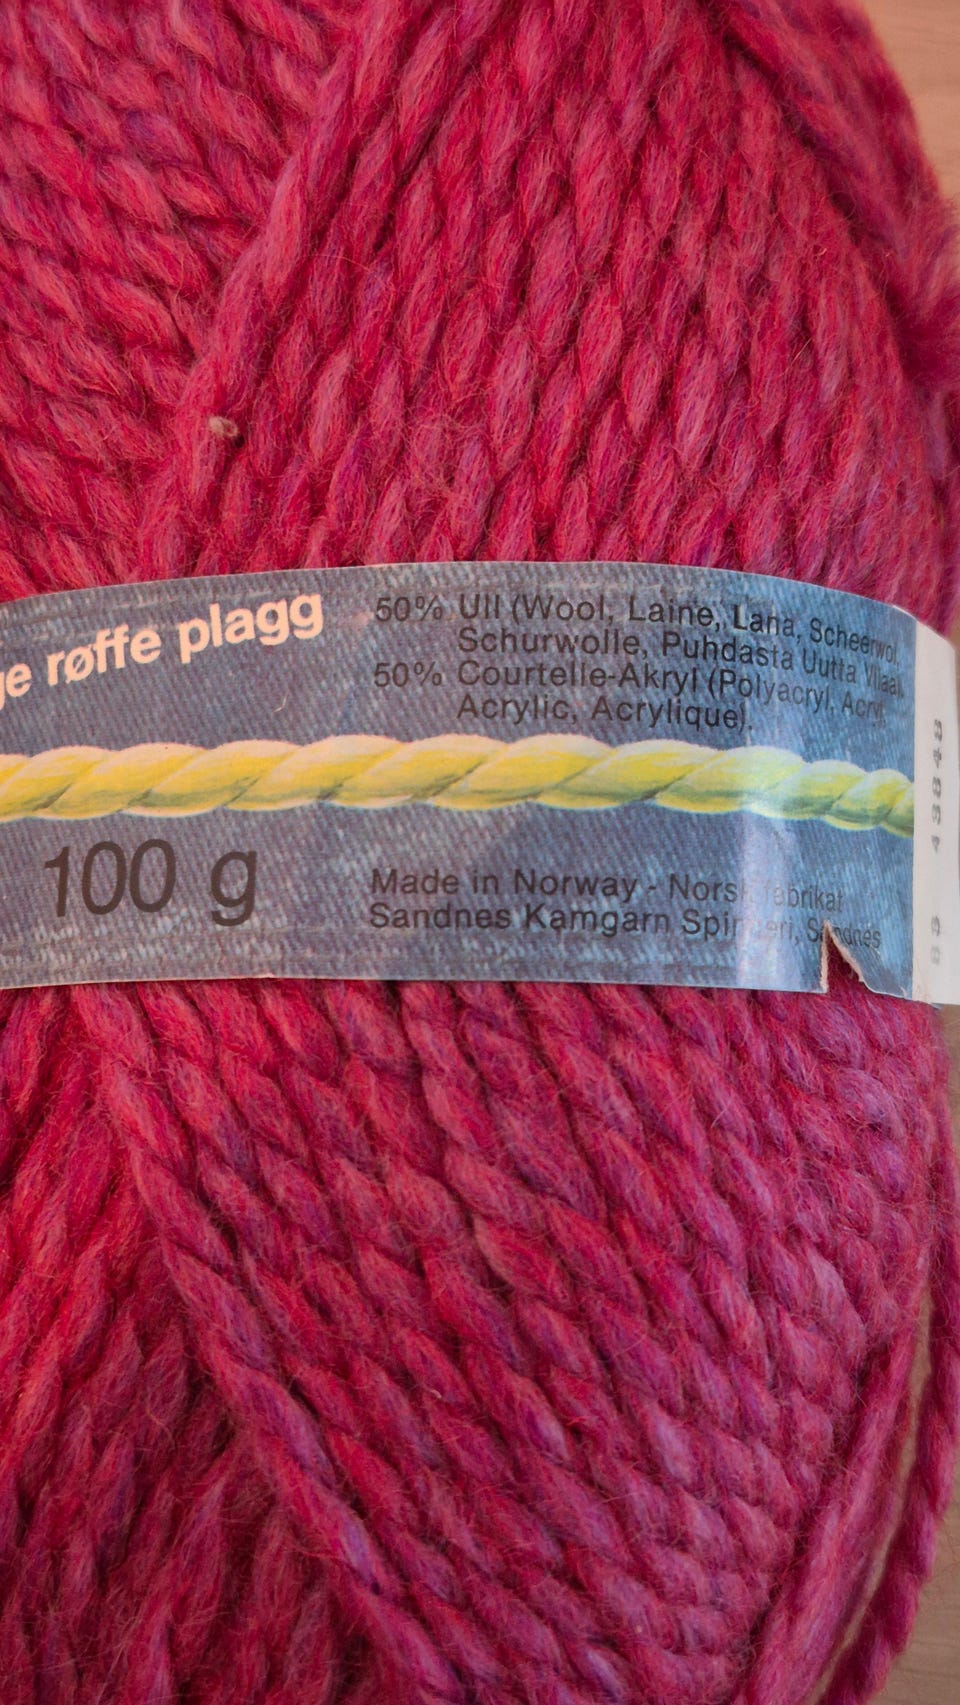 ge røffe plagg
50% Ull (Wool, Laine, Lana, Scheerwol,
Schurwolle, Puhdasta Uutta Villaa).
50% Courtelle-Akryl (Polyacryl, Acryl,
Acrylic, Acrylique).
100 g
Made in Norway - Norsk fabrikat
Sandnes Kamgarn Spinneri, Sandnes